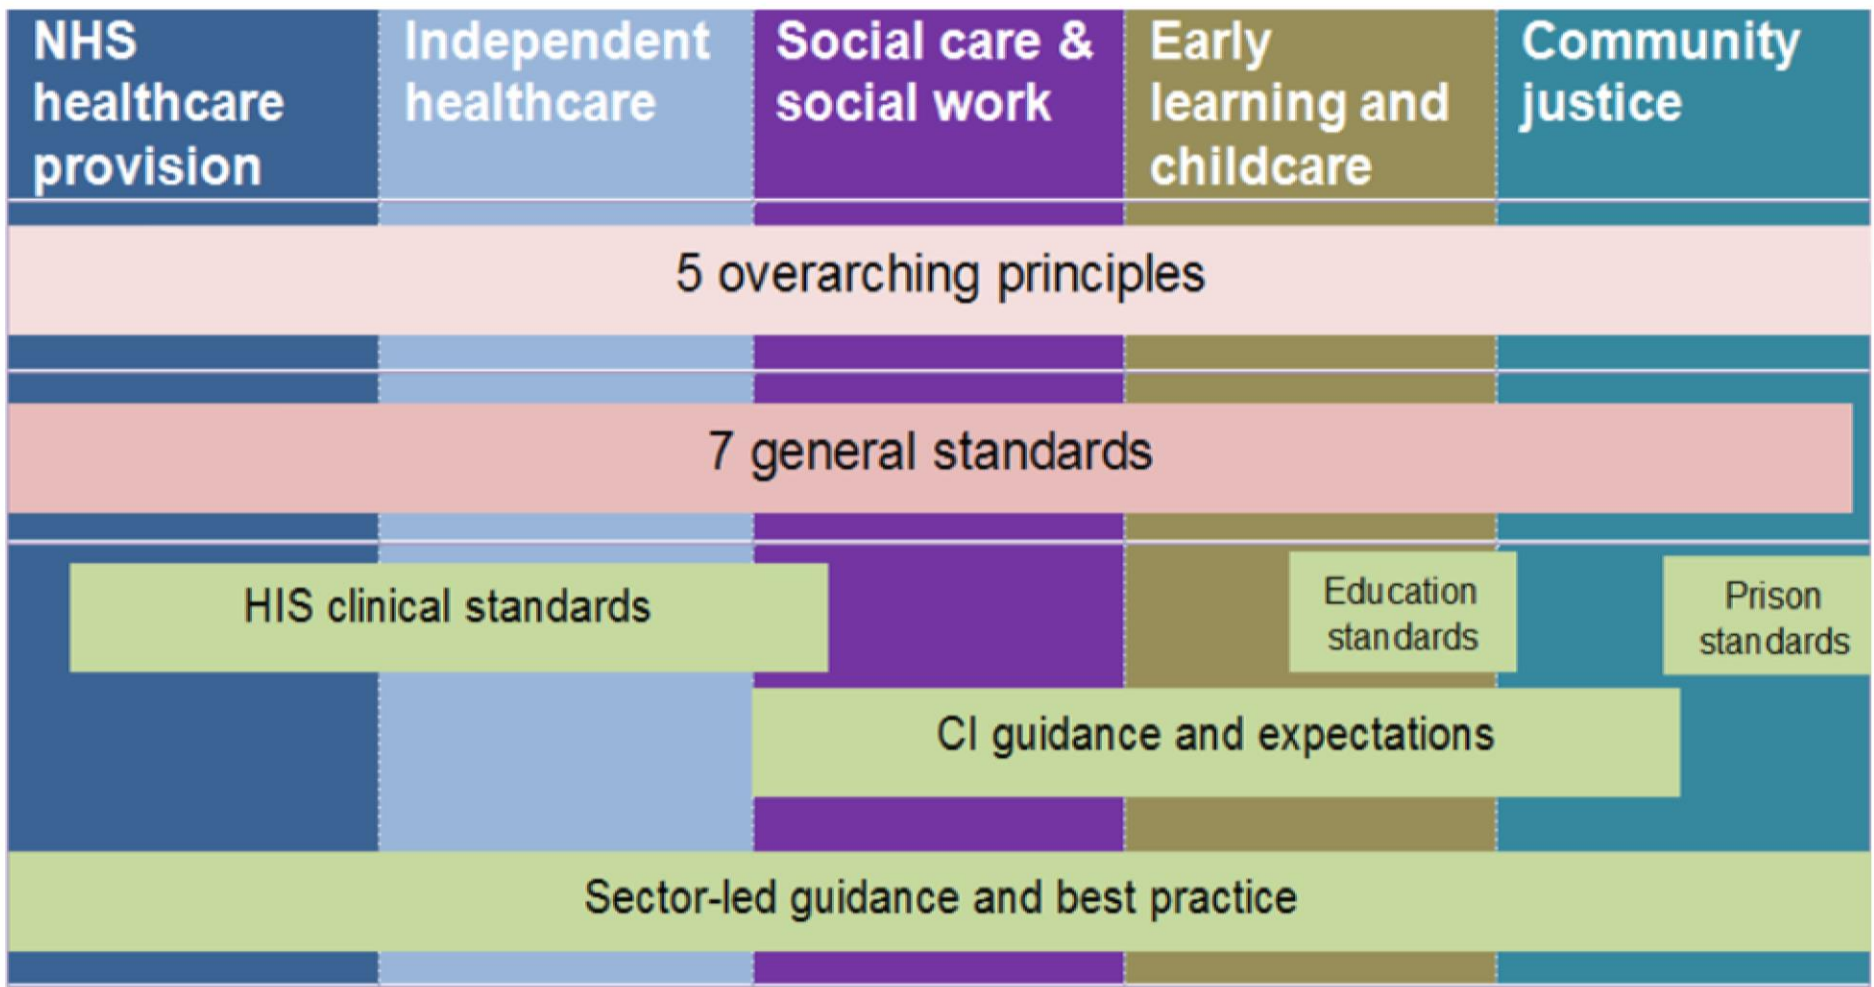 NHS
healthcare
provision
Independent
healthcare
Social care &
social work
Early
learning and
childcare
Community
justice
5 overarching principles
7 general standards
HIS clinical standards
Education
standards
Prison
standards
CI guidance and expectations
Sector-led guidance and best practice